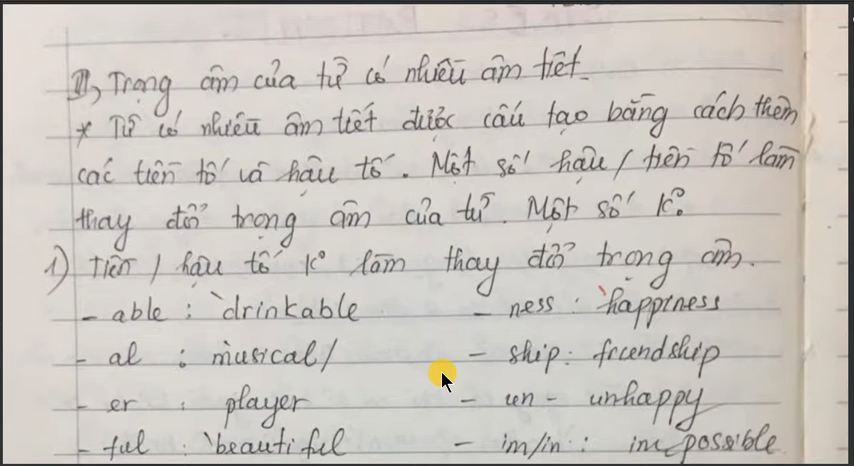 II, Trọng âm của từ có nhiều âm tiết.
* Từ có nhiều âm tiết được cấu tạo bằng cách thêm
các tiền tố và hậu tố. Một số hậu / tiền tố làm
thay đổi trọng âm của từ. Một số k°.
1) Tiền / hậu tố k° làm thay đổi trọng âm.
- able : 'drinkable - ness : 'happiness
- al : musical/ - ship : friendship
- er : player - un - unhappy
- ful : 'beautiful - im/in : impossible